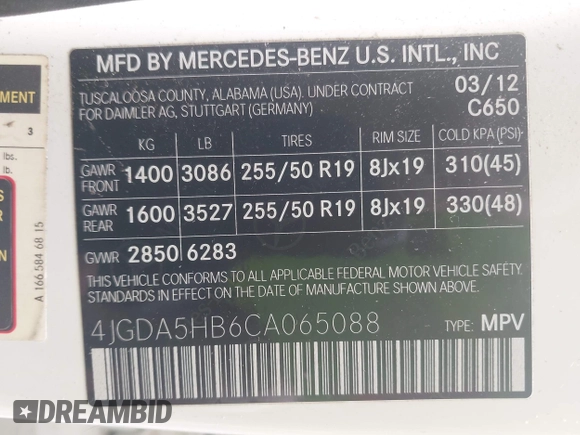 MFD BY MERCEDES-BENZ U.S. INTL., INC
TUSCALOOSA COUNTY, ALABAMA (USA). UNDER CONTRACT
FOR DAIMLER AG, STUTTGART (GERMANY)
03/12
C650
KG LB TIRES RIM SIZE COLD KPA (PSI)
GAWR FRONT 1400 3086 255/50 R19 8Jx19 310(45)
GAWR REAR 1600 3527 255/50 R19 8Jx19 330(48)
GVWR 2850 6283
THIS VEHICLE CONFORMS TO ALL APPLICABLE FEDERAL MOTOR VEHICLE SAFETY
STANDARDS IN EFFECT ON THE DATE OF MANUFACTURE SHOWN ABOVE.
4JGDA5HB6CA065088 TYPE: MPV
3
lbs.
lbs.
A 166 584 68 15
DREAMBID